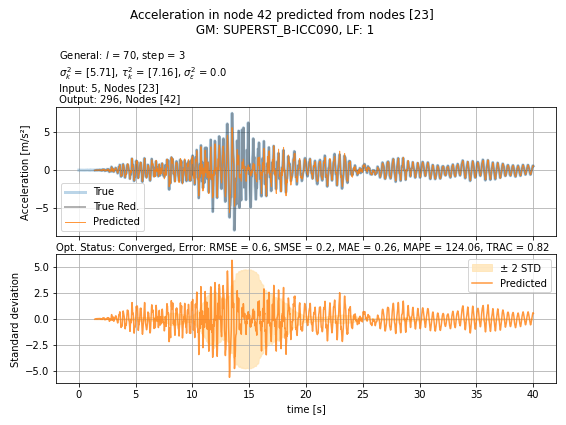 Acceleration in node 42 predicted from nodes [23]
GM: SUPERST_B-ICC090, LF: 1
General: l = 70, step = 3
σ²ₖ = [5.71], τ²ₖ = [7.16], σ²ₑ = 0.0
Input: 5, Nodes [23]
Output: 296, Nodes [42]
Acceleration [m/s²]
5
0
−5
True
True Red.
Predicted
Opt. Status: Converged, Error: RMSE = 0.6, SMSE = 0.2, MAE = 0.26, MAPE = 124.06, TRAC = 0.82
Standard deviation
5.0
2.5
0.0
−2.5
−5.0
± 2 STD
Predicted
0 5 10 15 20 25 30 35 40
time [s]